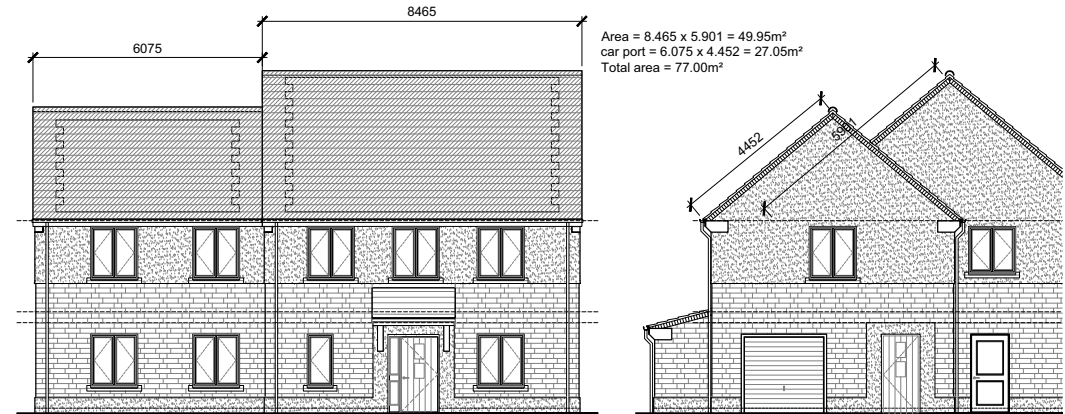 8465
6075
Area = 8.465 x 5.901 = 49.95m²
car port = 6.075 x 4.452 = 27.05m²
Total area = 77.00m²
4452
5901